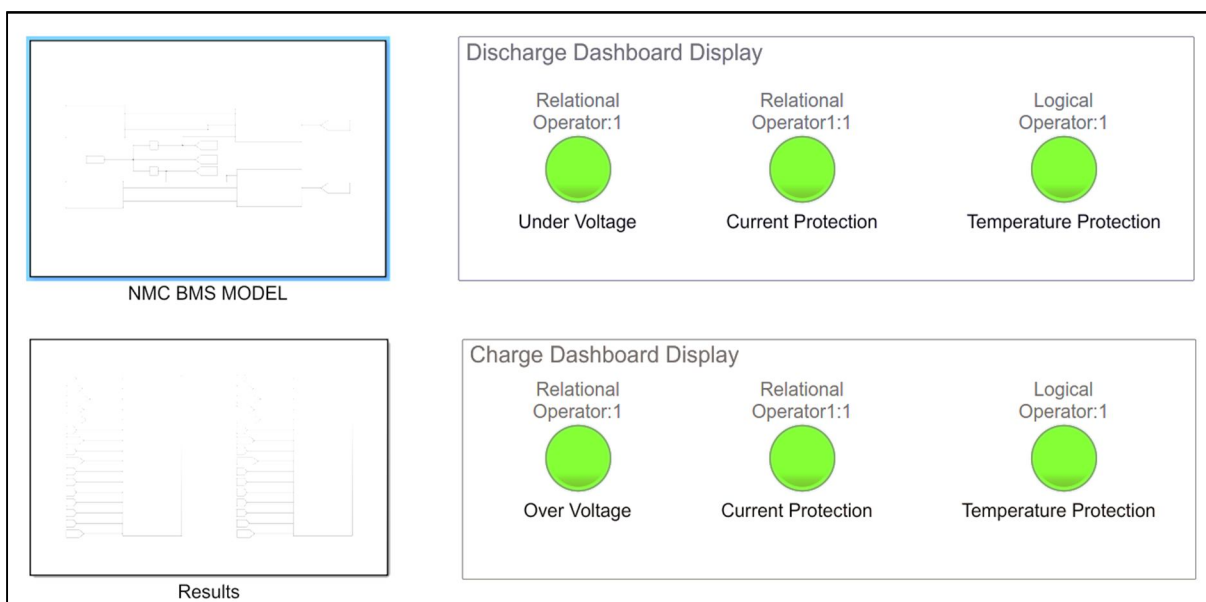 NMC BMS MODEL
Results
Discharge Dashboard Display
Relational
Operator:1
Under Voltage
Relational
Operator1:1
Current Protection
Logical
Operator:1
Temperature Protection
Charge Dashboard Display
Relational
Operator:1
Over Voltage
Relational
Operator1:1
Current Protection
Logical
Operator:1
Temperature Protection